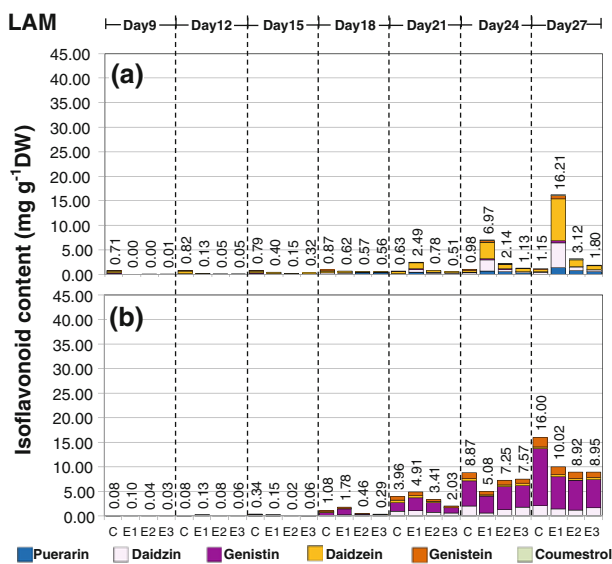 LAM
Day9 Day12 Day15 Day18 Day21 Day24 Day27
Isoflavonoid content (mg g-1DW)
(a)
45.00
40.00
35.00
30.00
25.00
20.00
15.00
10.00
5.00
0.00
0.71 0.00 0.00 0.01 0.82 0.13 0.05 0.05 0.79 0.40 0.15 0.32 0.87 0.62 0.57 0.56 0.63 2.49 0.78 0.51 0.98 6.97 2.14 1.13 1.15 16.21 3.12 1.80
(b)
45.00
40.00
35.00
30.00
25.00
20.00
15.00
10.00
5.00
0.00
0.08 0.10 0.04 0.03 0.08 0.13 0.08 0.06 0.34 0.15 0.02 0.06 1.08 1.78 0.46 0.29 3.96 4.91 3.41 2.03 8.87 5.08 7.25 7.57 16.00 10.02 8.92 8.95
C E1 E2 E3 C E1 E2 E3 C E1 E2 E3 C E1 E2 E3 C E1 E2 E3 C E1 E2 E3 C E1 E2 E3
Puerarin Daidzin Genistin Daidzein Genistein Coumestrol